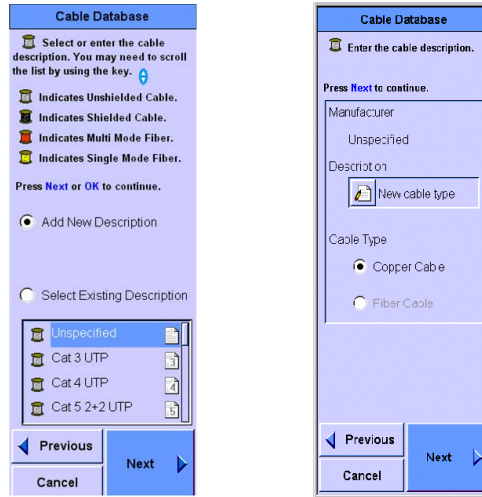 Cable Database
Select or enter the cable
description. You may need to scroll
the list by using the key.
Indicates Unshielded Cable.
Indicates Shielded Cable.
Indicates Multi Mode Fiber.
Indicates Single Mode Fiber.
Press Next or OK to continue.
Add New Description
Select Existing Description
Unspecified
Cat 3 UTP
3
Cat 4 UTP
4
Cat 5 2+2 UTP
5
Previous
Next
Cancel
Cable Database
Enter the cable description.
Press Next to continue.
Manufacturer
Unspecified
Description
New cable type
Cable Type
Copper Cable
Fiber Cable
Previous
Next
Cancel